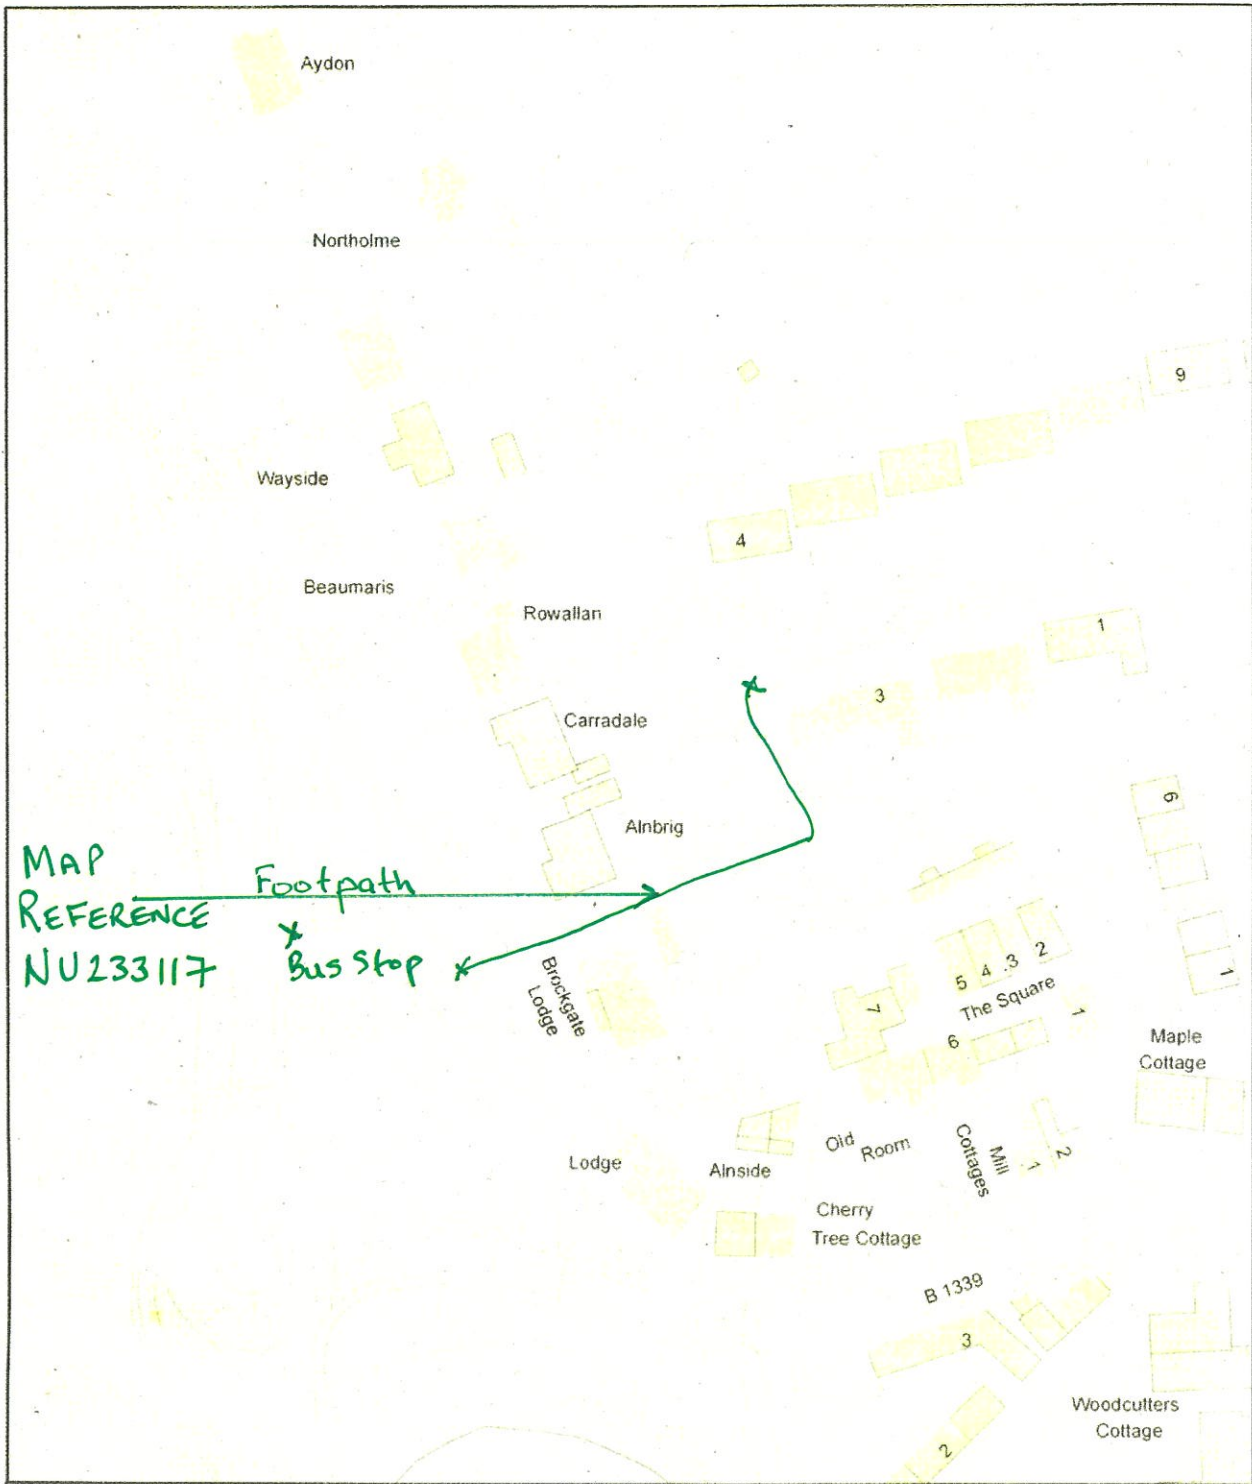 Aydon
Northolme
9
Wayside
4
Beaumaris
Rowallan
1
3
Carradale
6
Alnbrig
MAP
REFERENCE
NU233117
Footpath
x
Bus Stop
x
x
Brockgate
Lodge
5 4 3 2
The Square
7
6
1
1
Maple
Cottage
Old
Room
Mill
Cottages
1
2
Lodge
Alnside
Cherry
Tree Cottage
B 1339
3
Woodcutters
Cottage
2